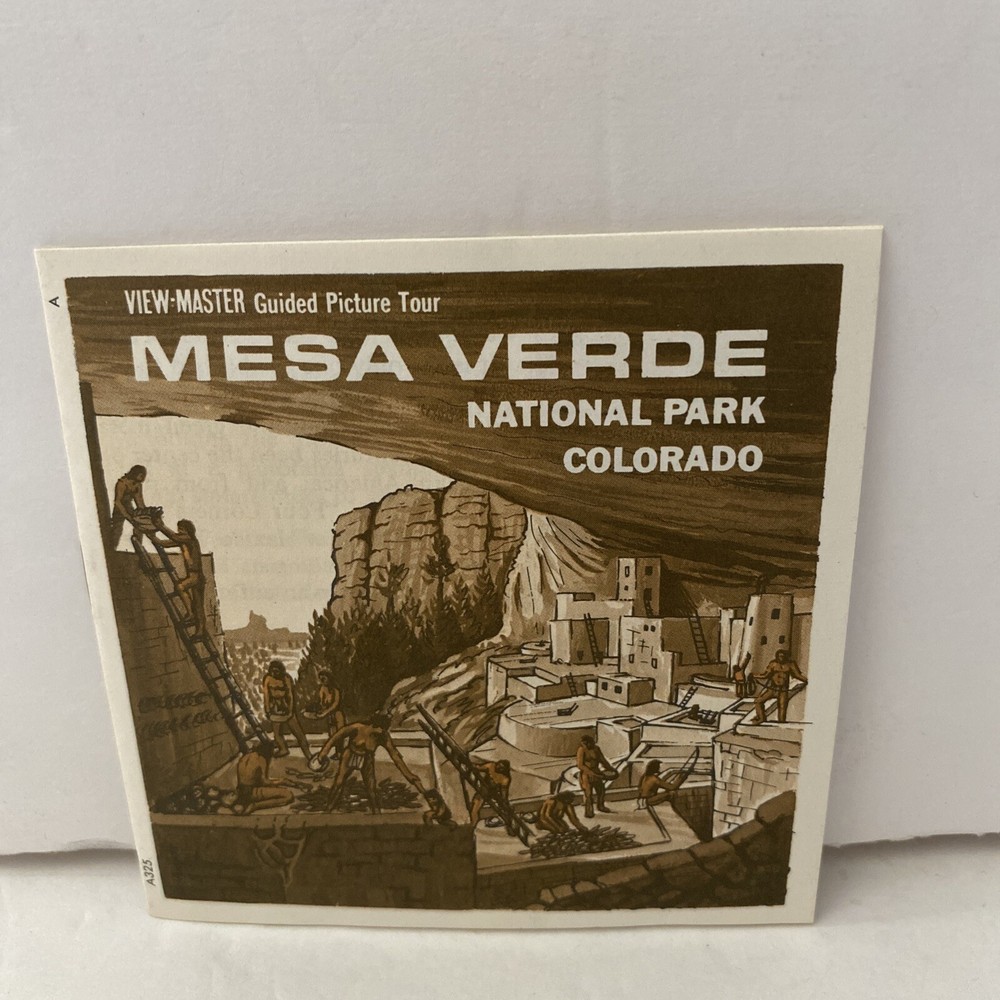 VIEW-MASTER Guided Picture Tour
MESA VERDE
NATIONAL PARK
COLORADO
A
A325